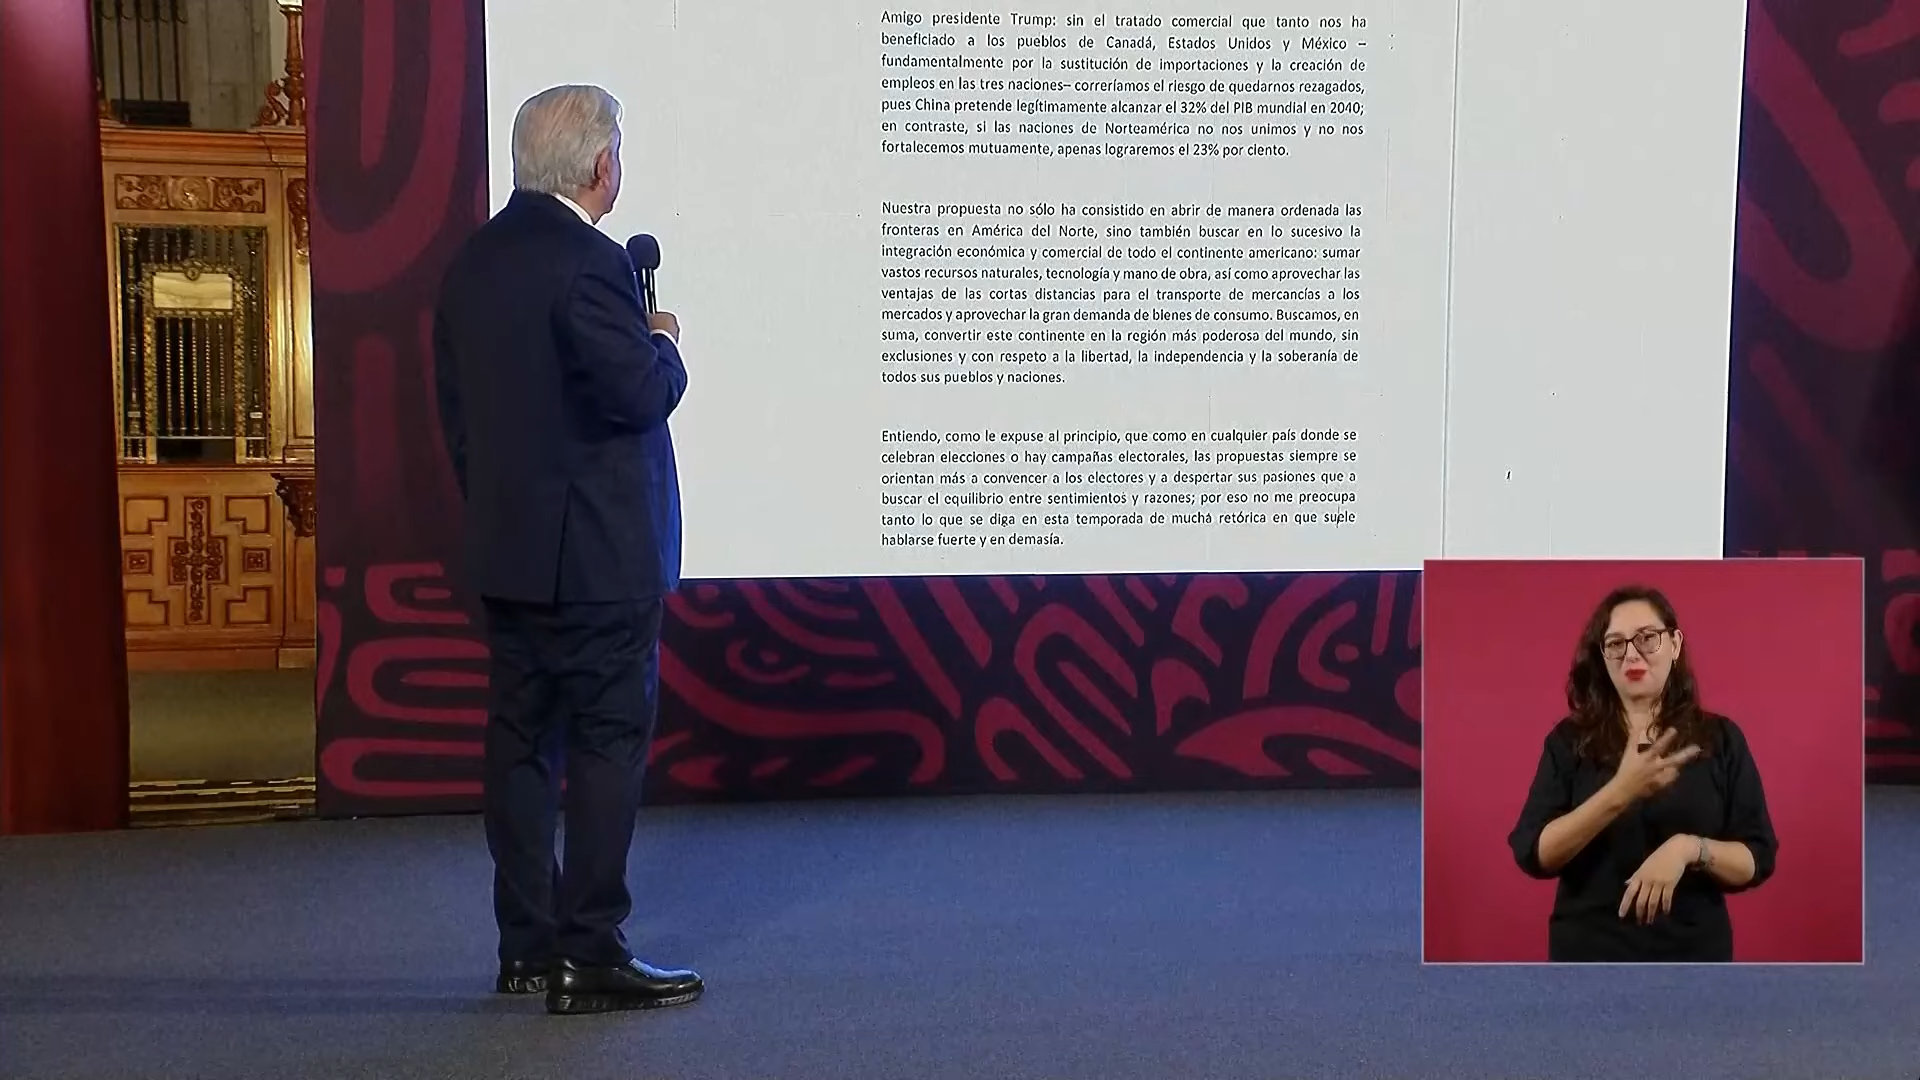 Amigo presidente Trump: sin el tratado comercial que tanto nos ha
beneficiado a los pueblos de Canadá, Estados Unidos y México –
fundamentalmente por la sustitución de importaciones y la creación de
empleos en las tres naciones– correríamos el riesgo de quedarnos rezagados,
pues China pretende legítimamente alcanzar el 32% del PIB mundial en 2040;
en contraste, si las naciones de Norteamérica no nos unimos y no nos
fortalecemos mutuamente, apenas lograremos el 23% por ciento.
Nuestra propuesta no sólo ha consistido en abrir de manera ordenada las
fronteras en América del Norte, sino también buscar en lo sucesivo la
integración económica y comercial de todo el continente americano: sumar
vastos recursos naturales, tecnología y mano de obra, así como aprovechar las
ventajas de las cortas distancias para el transporte de mercancías a los
mercados y aprovechar la gran demanda de bienes de consumo. Buscamos, en
suma, convertir este continente en la región más poderosa del mundo, sin
exclusiones y con respeto a la libertad, la independencia y la soberanía de
todos sus pueblos y naciones.
Entiendo, como le expuse al principio, que como en cualquier país donde se
celebran elecciones o hay campañas electorales, las propuestas siempre se
orientan más a convencer a los electores y a despertar sus pasiones que a
buscar el equilibrio entre sentimientos y razones; por eso no me preocupa
tanto lo que se diga en esta temporada de mucha retórica en que suele
hablarse fuerte y en demasía.